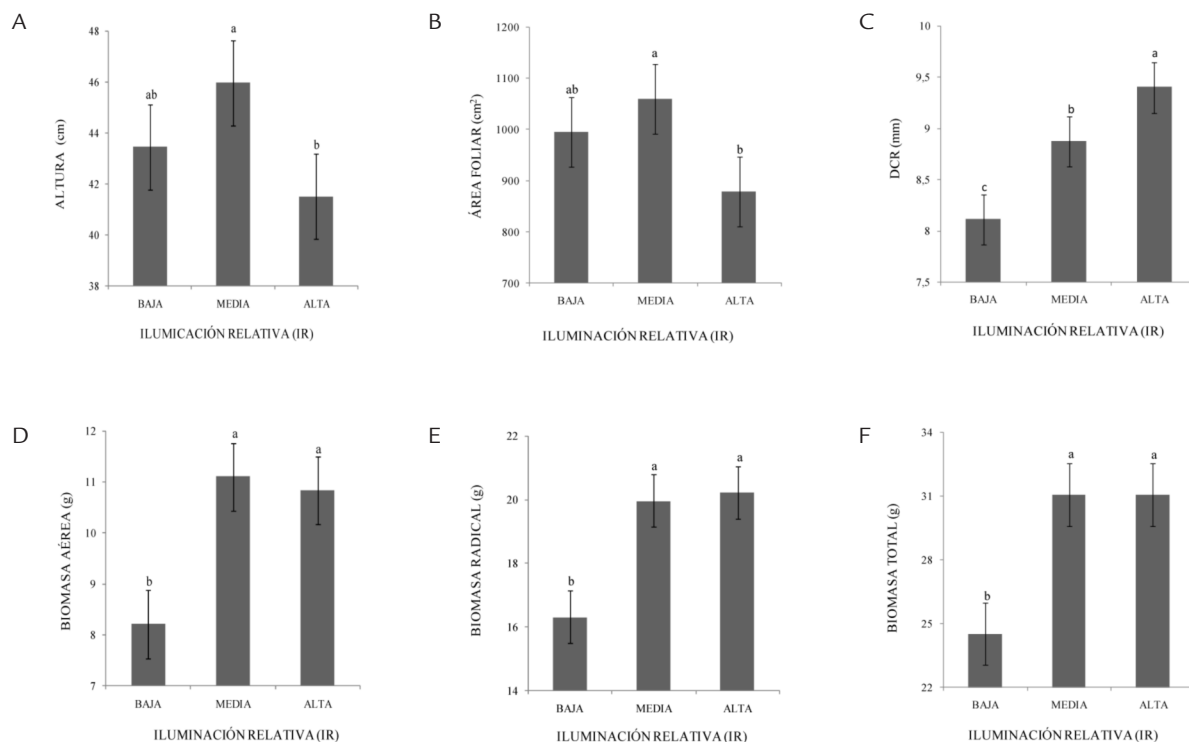 A
48
46
44
42
40
38
ALTURA (cm)
ab
a
b
BAJA MEDIA ALTA
ILUMICACIÓN RELATIVA (IR)
B
1200
1100
1000
900
800
700
ÁREA FOLIAR (cm²)
ab
a
b
BAJA MEDIA ALTA
ILUMINACIÓN RELATIVA (IR)
C
10
9,5
9
8,5
8
7,5
DCR (mm)
c
b
a
BAJA MEDIA ALTA
ILUMINACIÓN RELATIVA (IR)
D
12
11
10
9
8
7
BIOMASA AÉREA (g)
b
a
a
BAJA MEDIA ALTA
ILUMINACIÓN RELATIVA (IR)
E
22
20
18
16
14
BIOMASA RADICAL (g)
b
a
a
BAJA MEDIA ALTA
ILUMINACIÓN RELATIVA (IR)
F
34
31
28
25
22
BIOMASA TOTAL (g)
b
a
a
BAJA MEDIA ALTA
ILUMINACIÓN RELATIVA (IR)